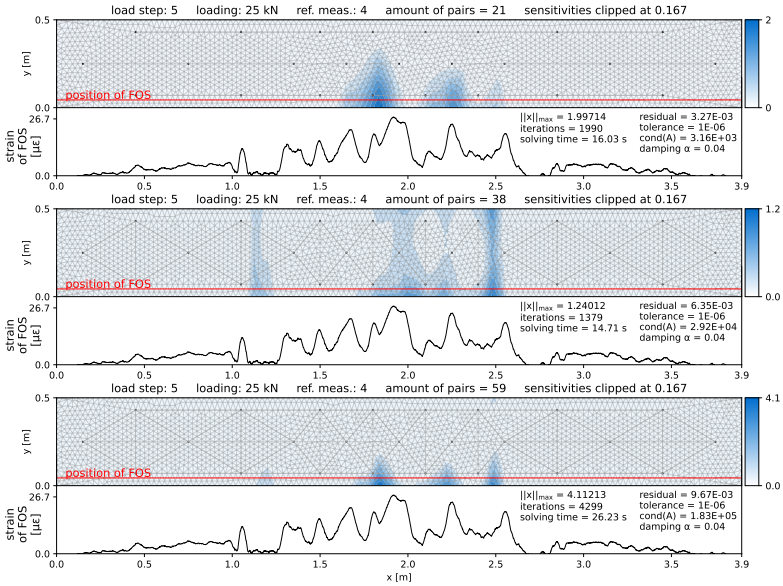 load step: 5 loading: 25 kN ref. meas.: 4 amount of pairs = 21 sensitivities clipped at 0.167
0.5
y [m]
0.0
position of FOS
2
0
26.7
strain
of FOS
[µε]
0.0
||x||max = 1.99714
iterations = 1990
solving time = 16.03 s
residual = 3.27E-03
tolerance = 1E-06
cond(A) = 3.16E+03
damping α = 0.04
0.0 0.5 1.0 1.5 2.0 2.5 3.0 3.5 3.9
load step: 5 loading: 25 kN ref. meas.: 4 amount of pairs = 38 sensitivities clipped at 0.167
0.5
y [m]
0.0
position of FOS
1.2
0.0
26.7
strain
of FOS
[µε]
0.0
||x||max = 1.24012
iterations = 1379
solving time = 14.71 s
residual = 6.35E-03
tolerance = 1E-06
cond(A) = 2.92E+04
damping α = 0.04
0.0 0.5 1.0 1.5 2.0 2.5 3.0 3.5 3.9
load step: 5 loading: 25 kN ref. meas.: 4 amount of pairs = 59 sensitivities clipped at 0.167
0.5
y [m]
0.0
position of FOS
4.1
0.0
26.7
strain
of FOS
[µε]
0.0
||x||max = 4.11213
iterations = 4299
solving time = 26.23 s
residual = 9.67E-03
tolerance = 1E-06
cond(A) = 1.83E+05
damping α = 0.04
0.0 0.5 1.0 1.5 2.0 2.5 3.0 3.5 3.9
x [m]